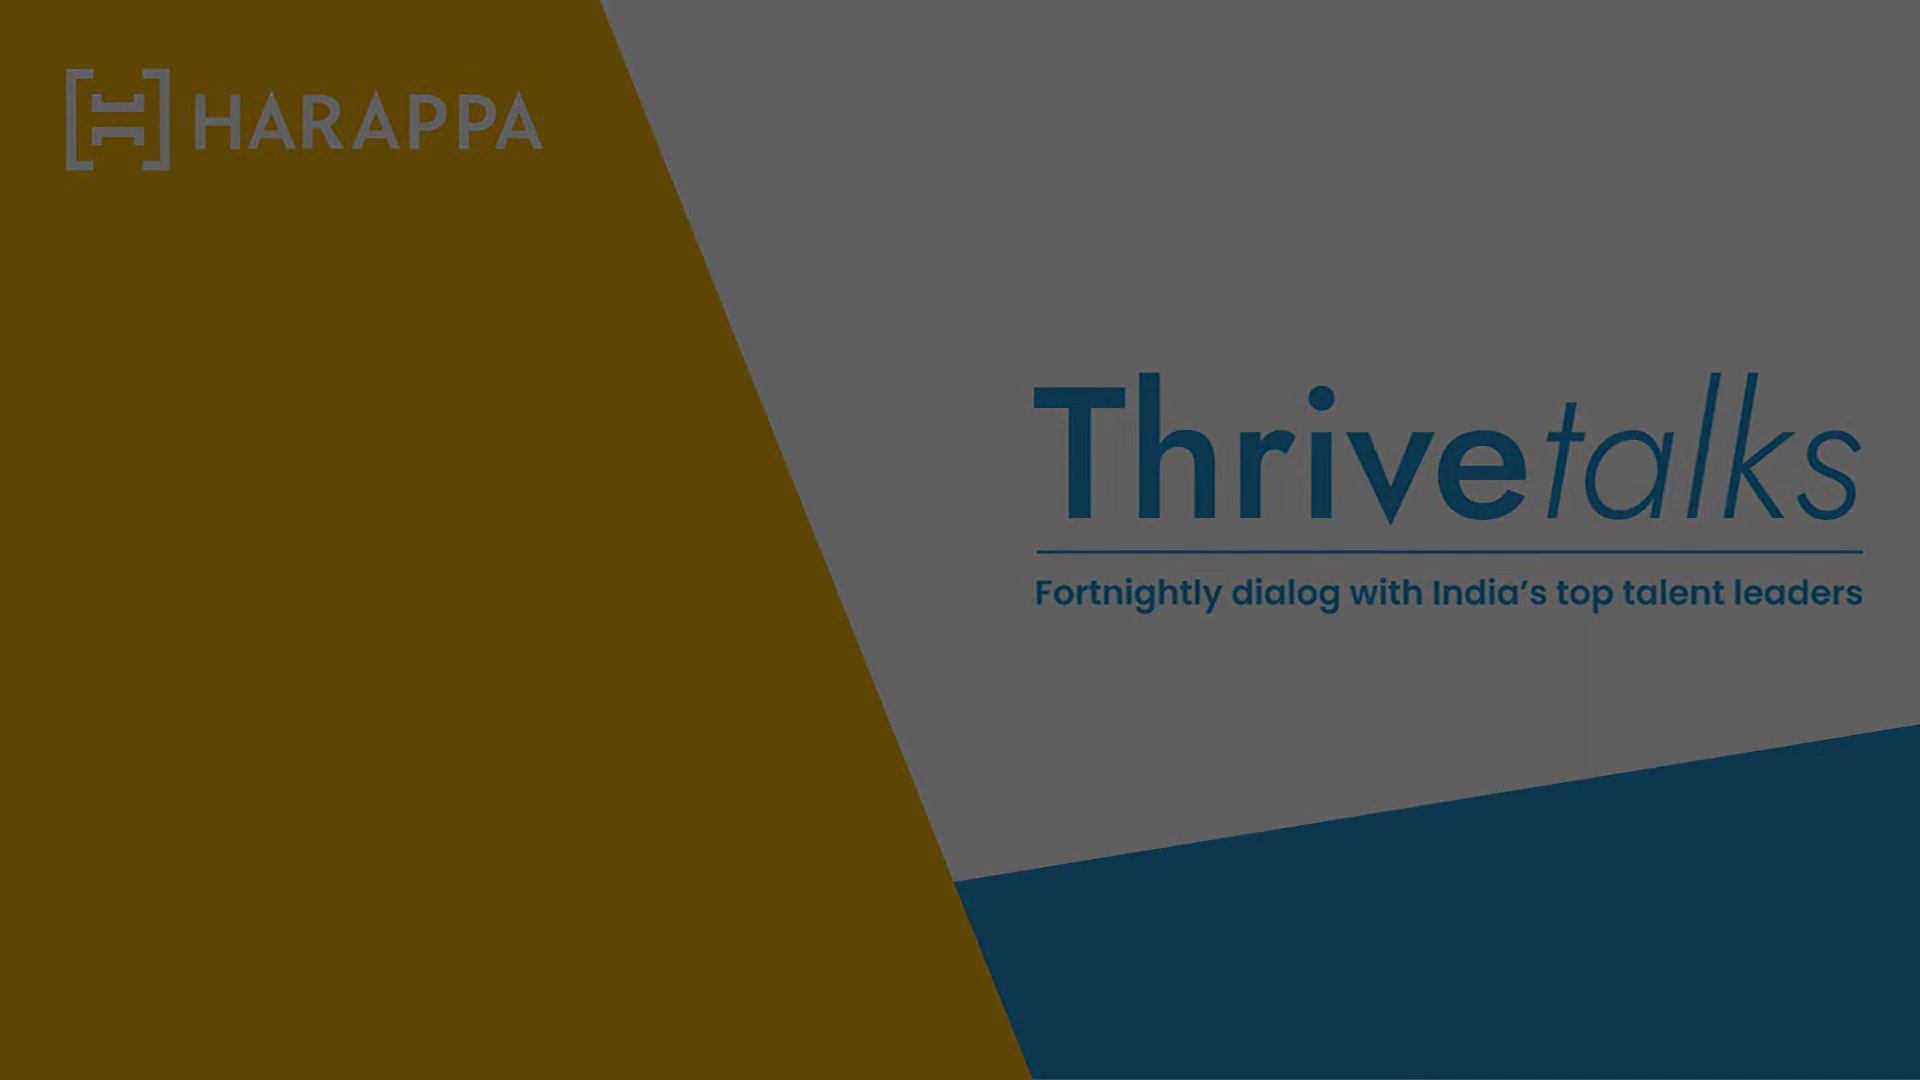 HARAPPA
Thrivetalks
Fortnightly dialog with India’s top talent leaders